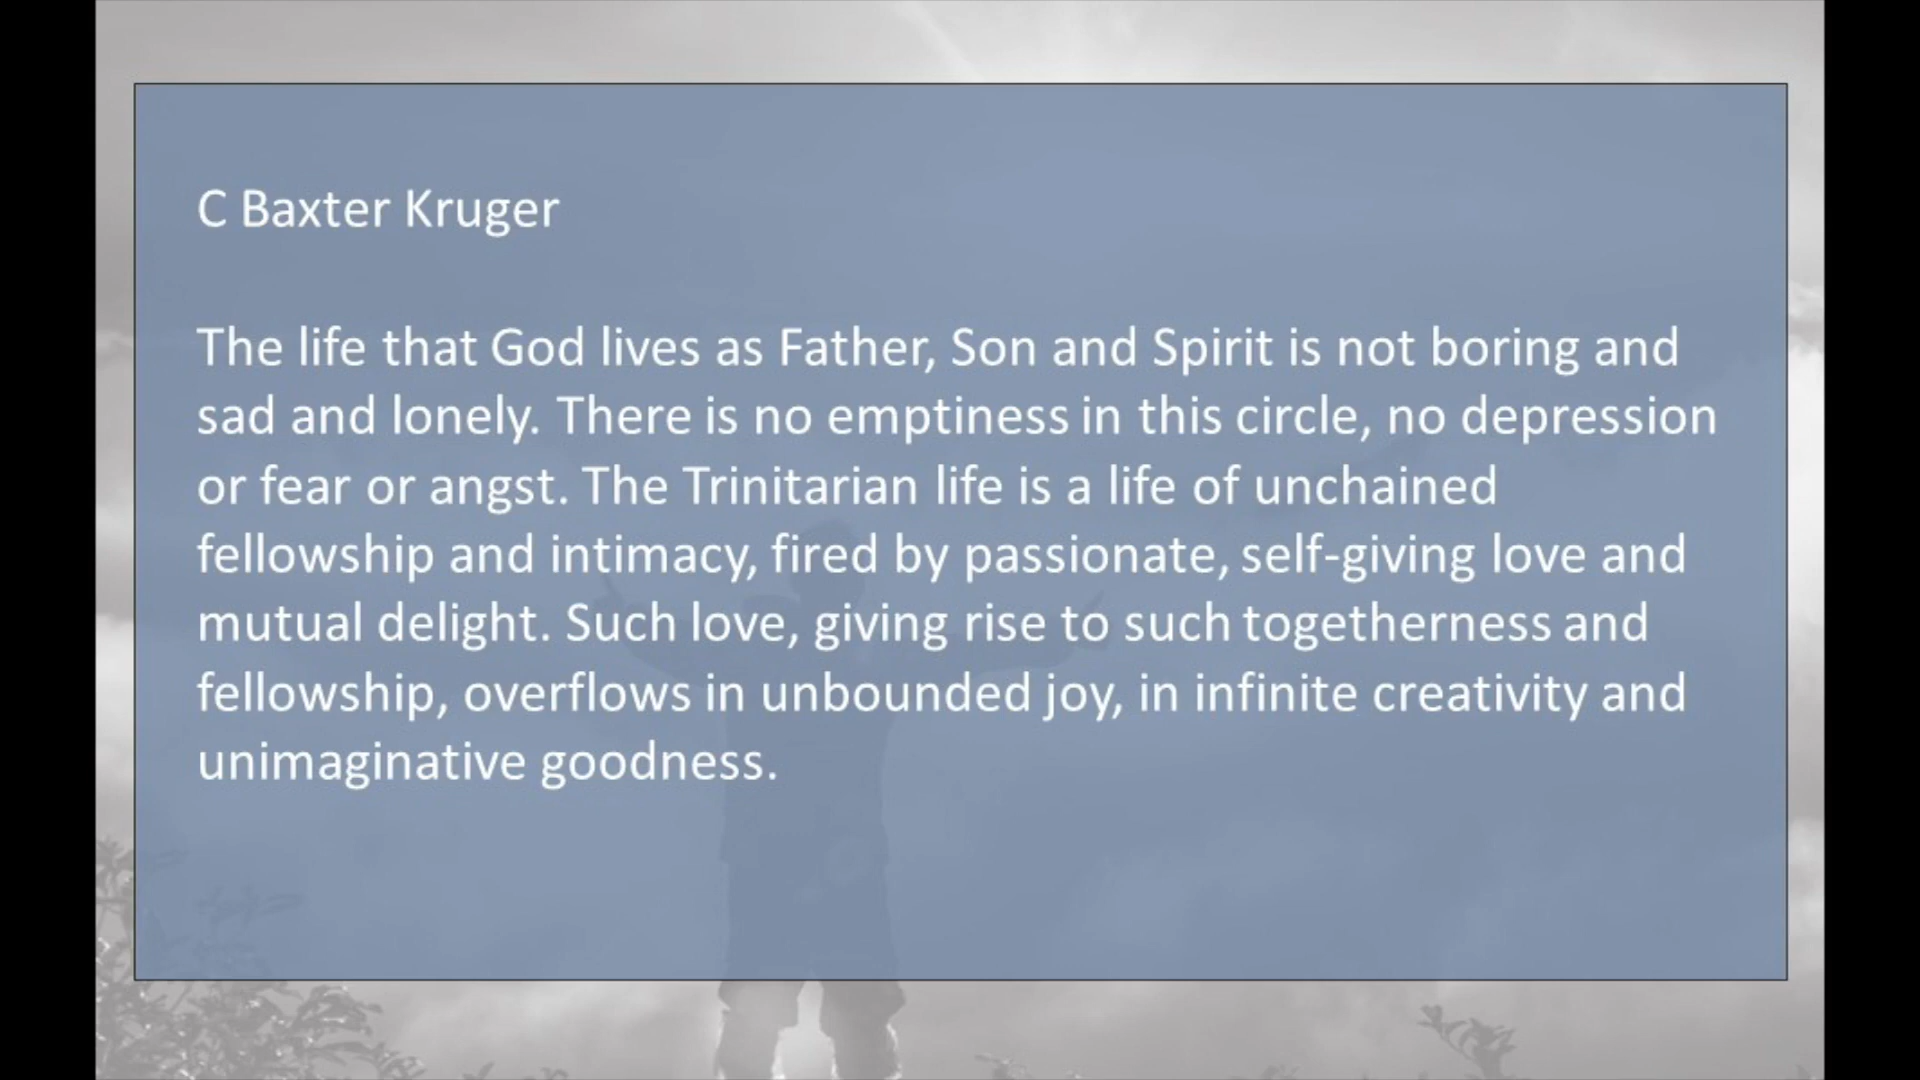 C Baxter Kruger
The life that God lives as Father, Son and Spirit is not boring and
sad and lonely. There is no emptiness in this circle, no depression
or fear or angst. The Trinitarian life is a life of unchained
fellowship and intimacy, fired by passionate, self-giving love and
mutual delight. Such love, giving rise to such togetherness and
fellowship, overflows in unbounded joy, in infinite creativity and
unimaginative goodness.